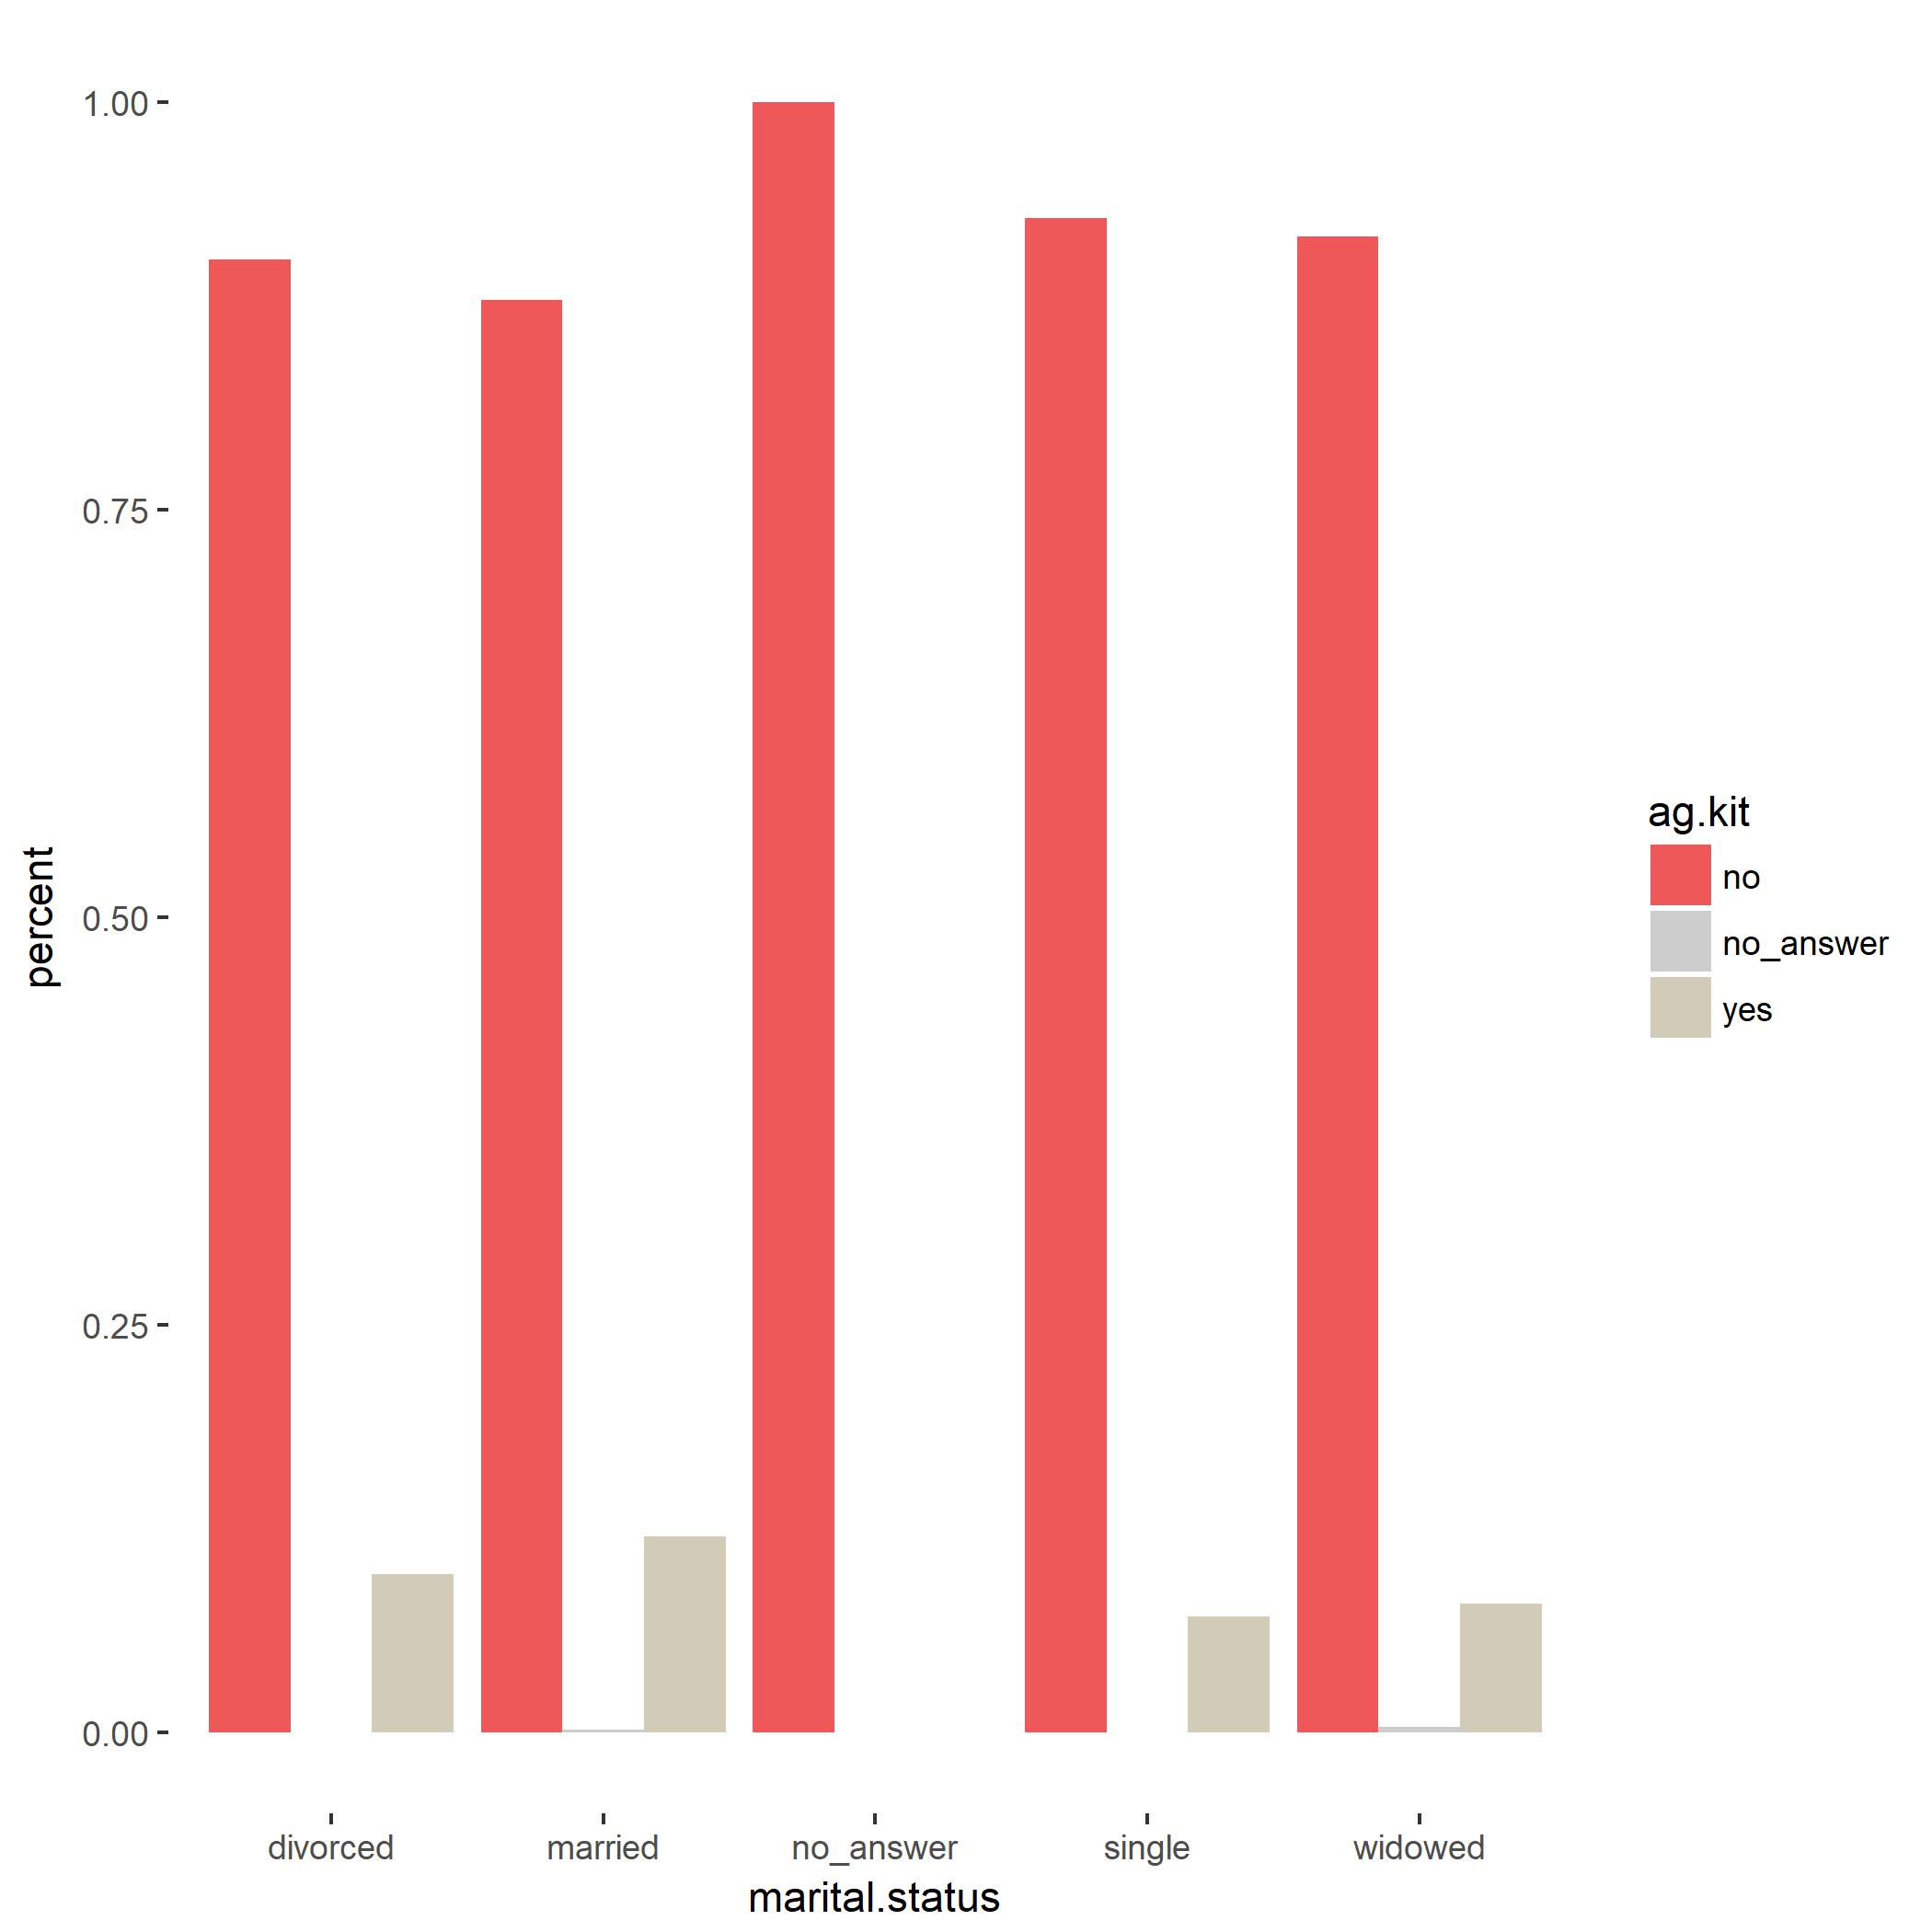 1.00
0.75
0.50
0.25
0.00
percent
divorced married no_answer single widowed
marital.status
ag.kit
no
no_answer
yes